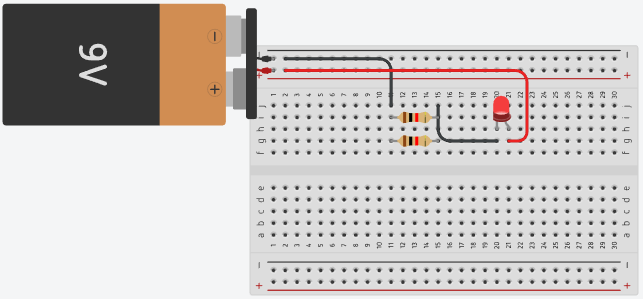 9V
−
+
− −
+ +
1 2 3 4 5 6 7 8 9 10 11 12 13 14 15 16 17 18 19 20 21 22 23 24 25 26 27 28 29 30
j j
i i
h h
g g
f f
e e
d d
c c
b b
a a
1 2 3 4 5 6 7 8 9 10 11 12 13 14 15 16 17 18 19 20 21 22 23 24 25 26 27 28 29 30
− −
+ +